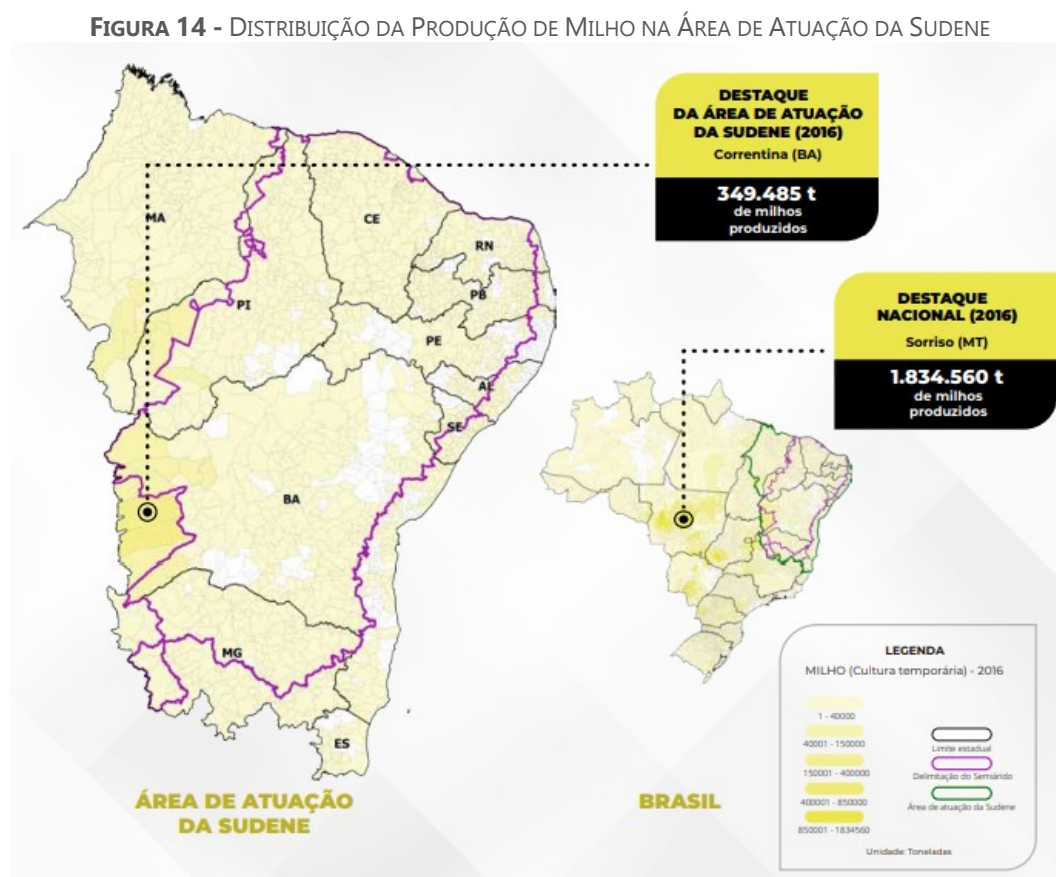 FIGURA 14 - DISTRIBUIÇÃO DA PRODUÇÃO DE MILHO NA ÁREA DE ATUAÇÃO DA SUDENE
DESTAQUE
DA ÁREA DE ATUAÇÃO
DA SUDENE (2016)
Correntina (BA)
349.485 t
de milhos
produzidos
MA
CE
RN
PB
PI
PE
AL
SE
BA
MG
ES
DESTAQUE
NACIONAL (2016)
Sorriso (MT)
1.834.560 t
de milhos
produzidos
ÁREA DE ATUAÇÃO
DA SUDENE
BRASIL
LEGENDA
MILHO (Cultura temporária) - 2016
1 - 40000
40001 - 150000
150001 - 400000
400001 - 850000
850001 - 1834560
Limite estadual
Delimitação do Semiárido
Área de atuação da Sudene
Unidade: Toneladas